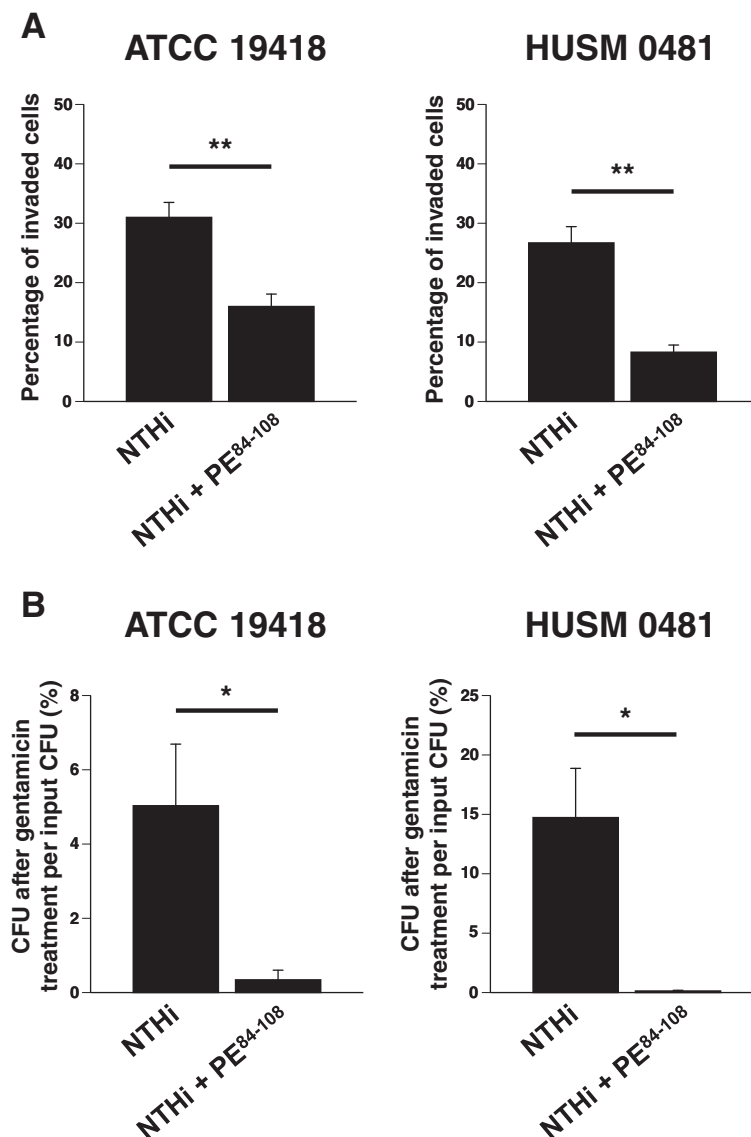 A
ATCC 19418
HUSM 0481
Percentage of invaded cells
50
40
30
20
10
0
**
NTHi
NTHi + PE84-108
Percentage of invaded cells
50
40
30
20
10
0
**
NTHi
NTHi + PE84-108
B
ATCC 19418
HUSM 0481
CFU after gentamicin
treatment per input CFU (%)
8
6
4
2
0
*
NTHi
NTHi + PE84-108
CFU after gentamicin
treatment per input CFU (%)
25
20
15
10
5
0
*
NTHi
NTHi + PE84-108